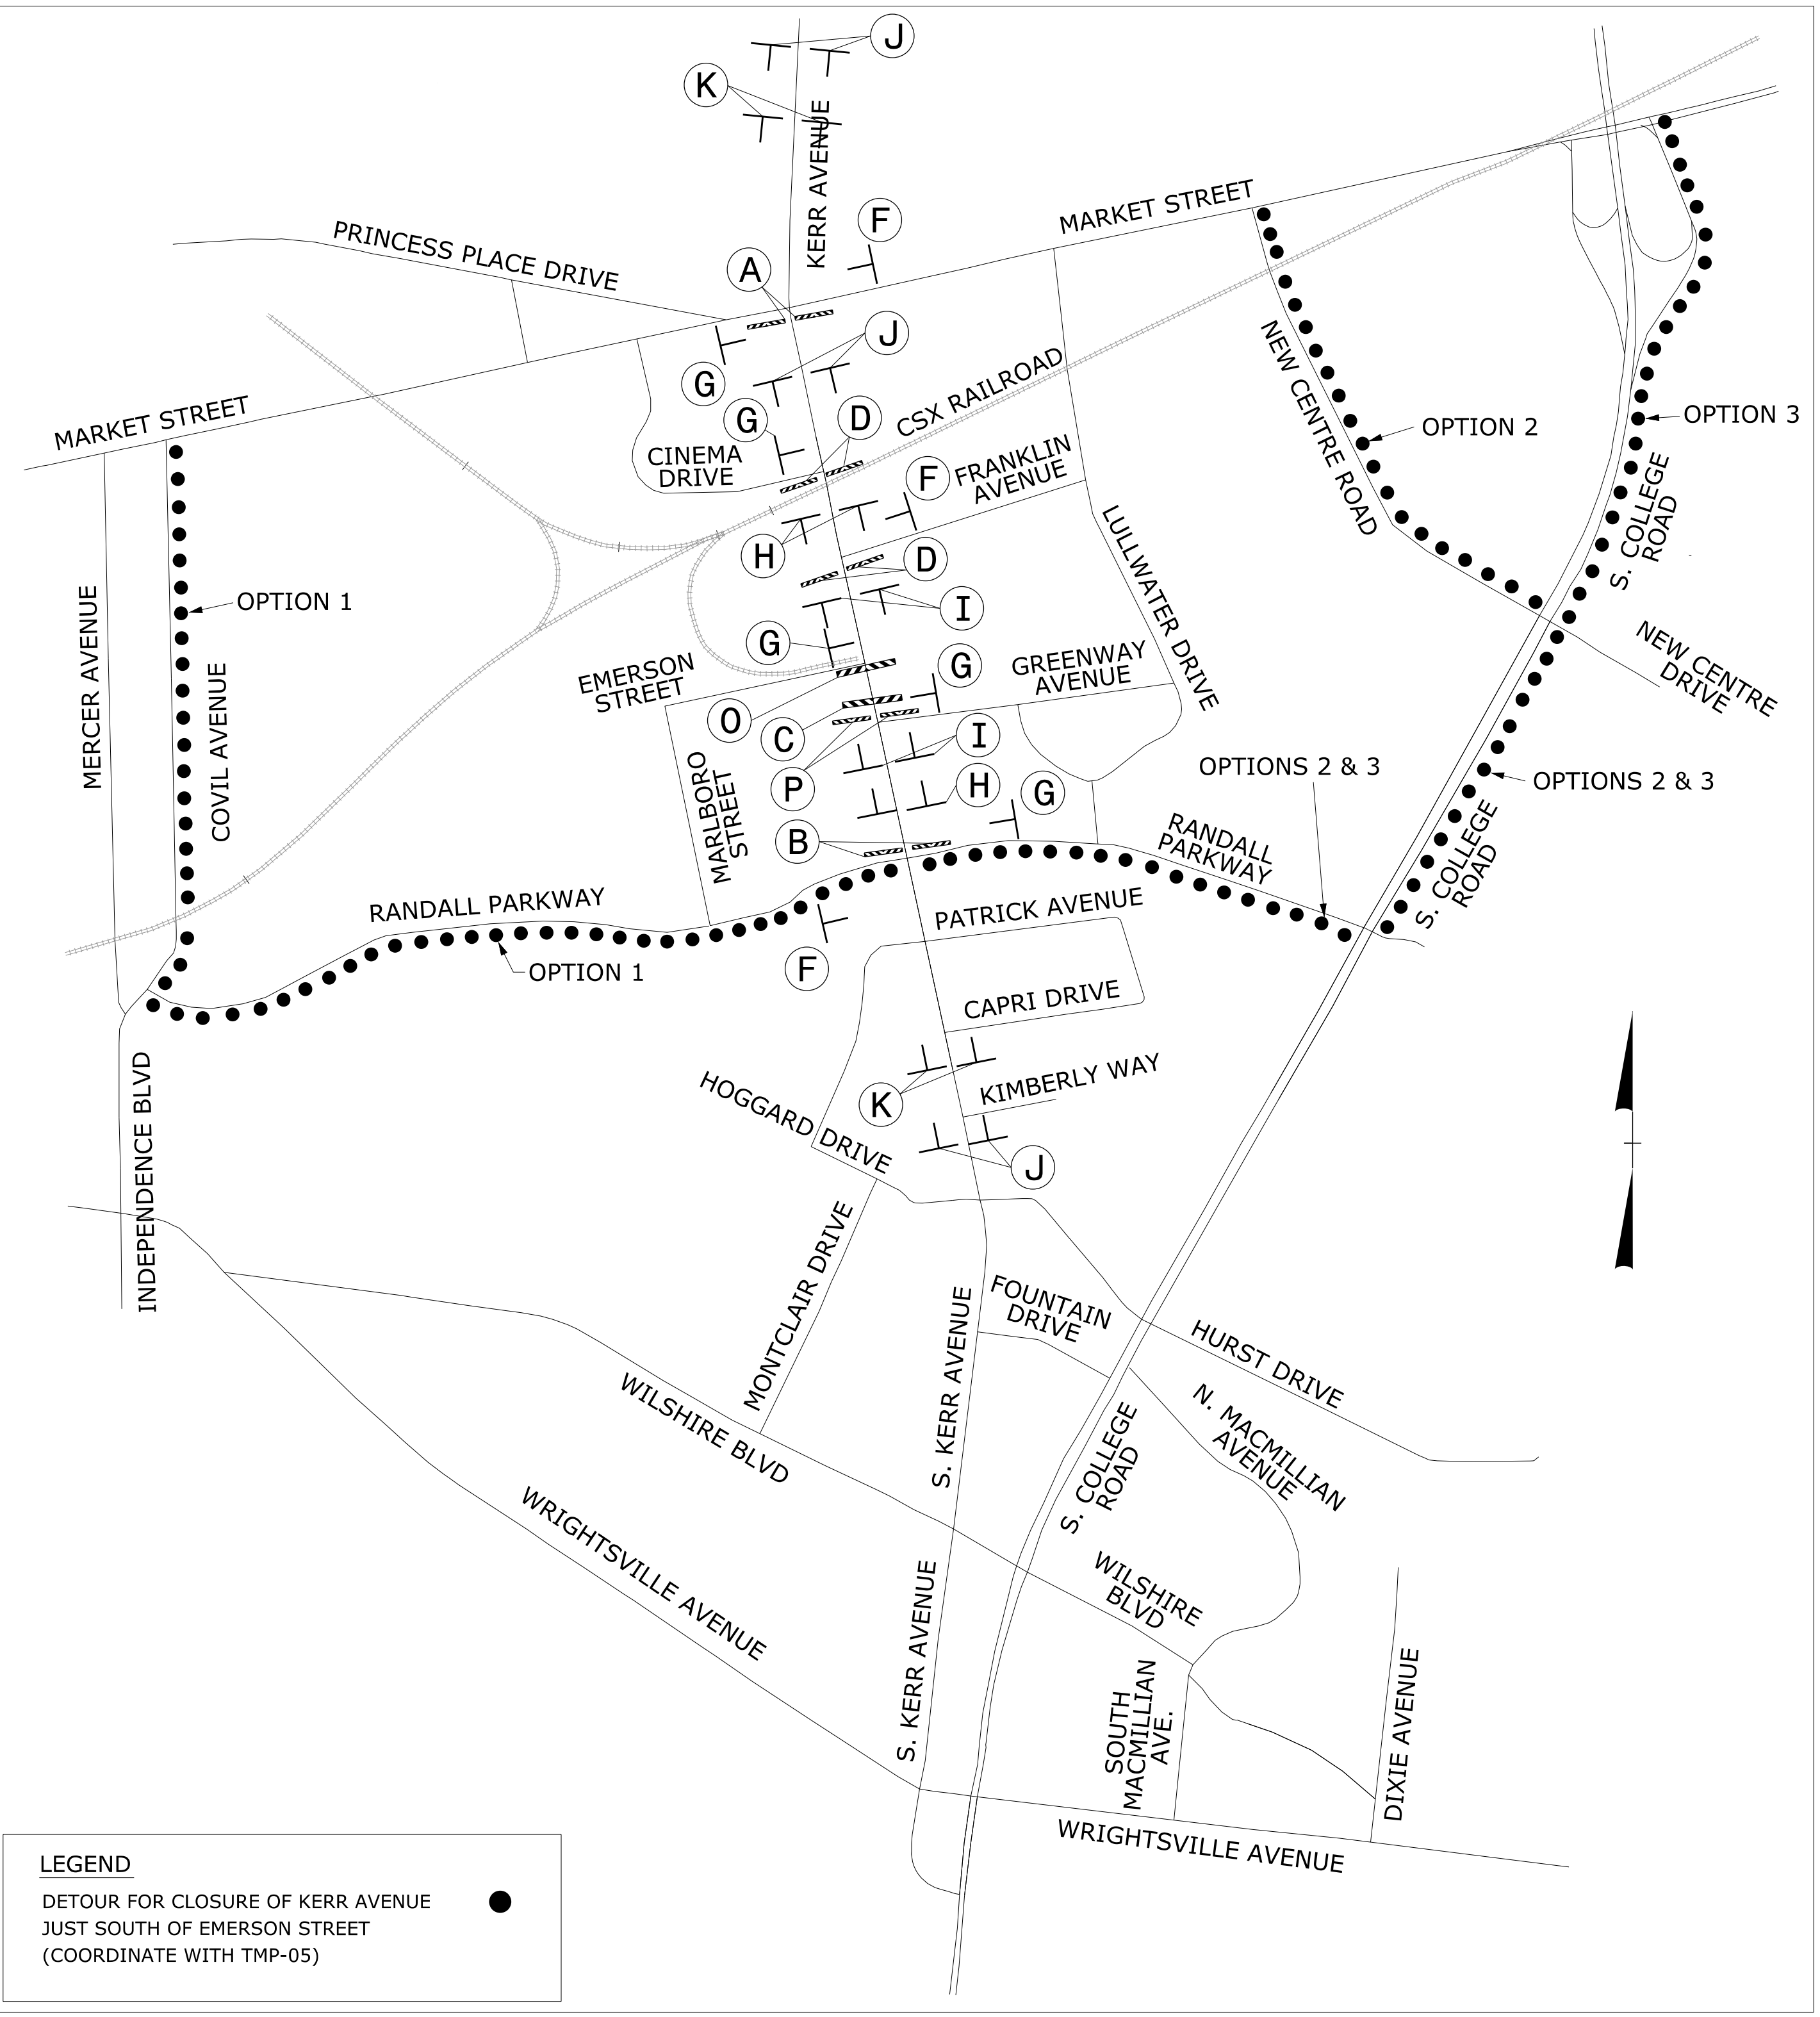 J
K
KERR AVENUE
F
MARKET STREET
PRINCESS PLACE DRIVE
A
J
G
G
D
CSX RAILROAD
NEW CENTRE ROAD
OPTION 2
OPTION 3
MARKET STREET
CINEMA
DRIVE
F
FRANKLIN
AVENUE
S. COLLEGE
ROAD
H
D
LULLWATER DRIVE
OPTION 1
MERCER AVENUE
COVIL AVENUE
I
G
EMERSON
STREET
G
GREENWAY
AVENUE
NEW CENTRE
DRIVE
O
C
I
P
H
G
MARLBORO
STREET
OPTIONS 2 & 3
OPTIONS 2 & 3
B
RANDALL
PARKWAY
S. COLLEGE
ROAD
RANDALL PARKWAY
PATRICK AVENUE
OPTION 1
F
CAPRI DRIVE
KIMBERLY WAY
K
HOGGARD DRIVE
J
INDEPENDENCE BLVD
MONTCLAIR DRIVE
FOUNTAIN
DRIVE
S. KERR AVENUE
HURST DRIVE
WILSHIRE BLVD
N. MACMILLIAN
AVENUE
S. COLLEGE
ROAD
WRIGHTSVILLE AVENUE
WILSHIRE
BLVD
S. KERR AVENUE
SOUTH
MACMILLIAN
AVE.
DIXIE AVENUE
WRIGHTSVILLE AVENUE
LEGEND
DETOUR FOR CLOSURE OF KERR AVENUE
JUST SOUTH OF EMERSON STREET
(COORDINATE WITH TMP-05)